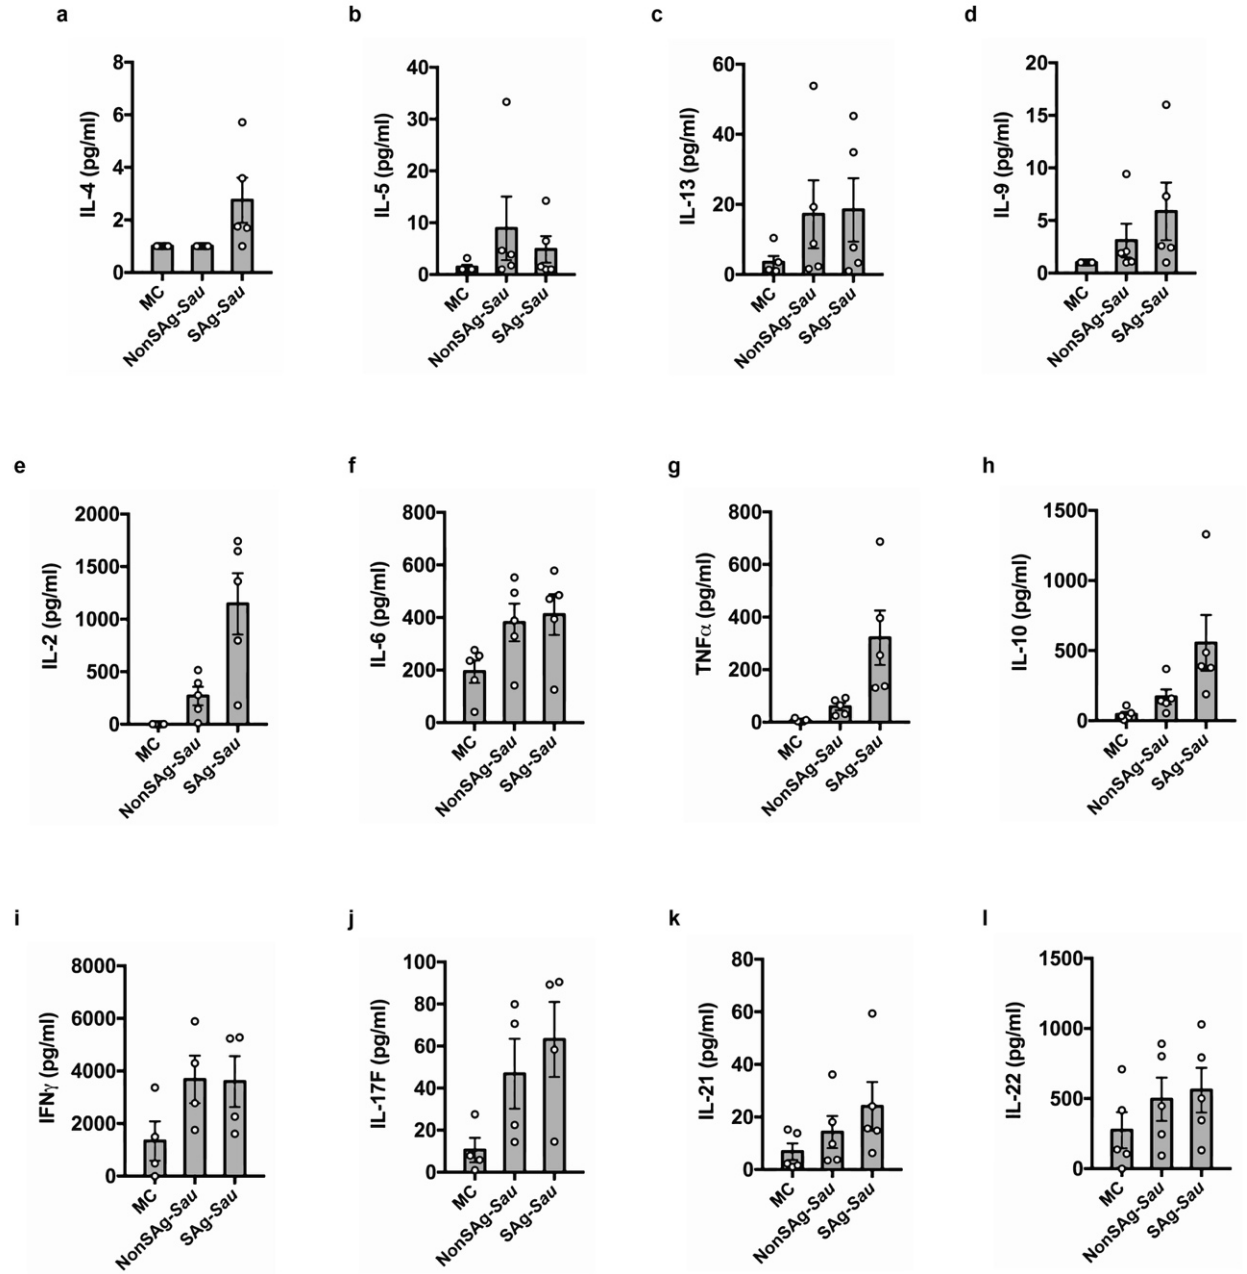 a
8
6
4
2
0
IL-4 (pg/ml)
MC
NonSAg-Sau
SAg-Sau
b
40
30
20
10
0
IL-5 (pg/ml)
MC
NonSAg-Sau
SAg-Sau
c
60
40
20
0
IL-13 (pg/ml)
MC
NonSAg-Sau
SAg-Sau
d
20
15
10
5
0
IL-9 (pg/ml)
MC
NonSAg-Sau
SAg-Sau
e
2000
1500
1000
500
0
IL-2 (pg/ml)
MC
NonSAg-Sau
SAg-Sau
f
800
600
400
200
0
IL-6 (pg/ml)
MC
NonSAg-Sau
SAg-Sau
g
800
600
400
200
0
TNFα (pg/ml)
MC
NonSAg-Sau
SAg-Sau
h
1500
1000
500
0
IL-10 (pg/ml)
MC
NonSAg-Sau
SAg-Sau
i
8000
6000
4000
2000
0
IFNγ (pg/ml)
MC
NonSAg-Sau
SAg-Sau
j
100
80
60
40
20
0
IL-17F (pg/ml)
MC
NonSAg-Sau
SAg-Sau
k
80
60
40
20
0
IL-21 (pg/ml)
MC
NonSAg-Sau
SAg-Sau
l
1500
1000
500
0
IL-22 (pg/ml)
MC
NonSAg-Sau
SAg-Sau